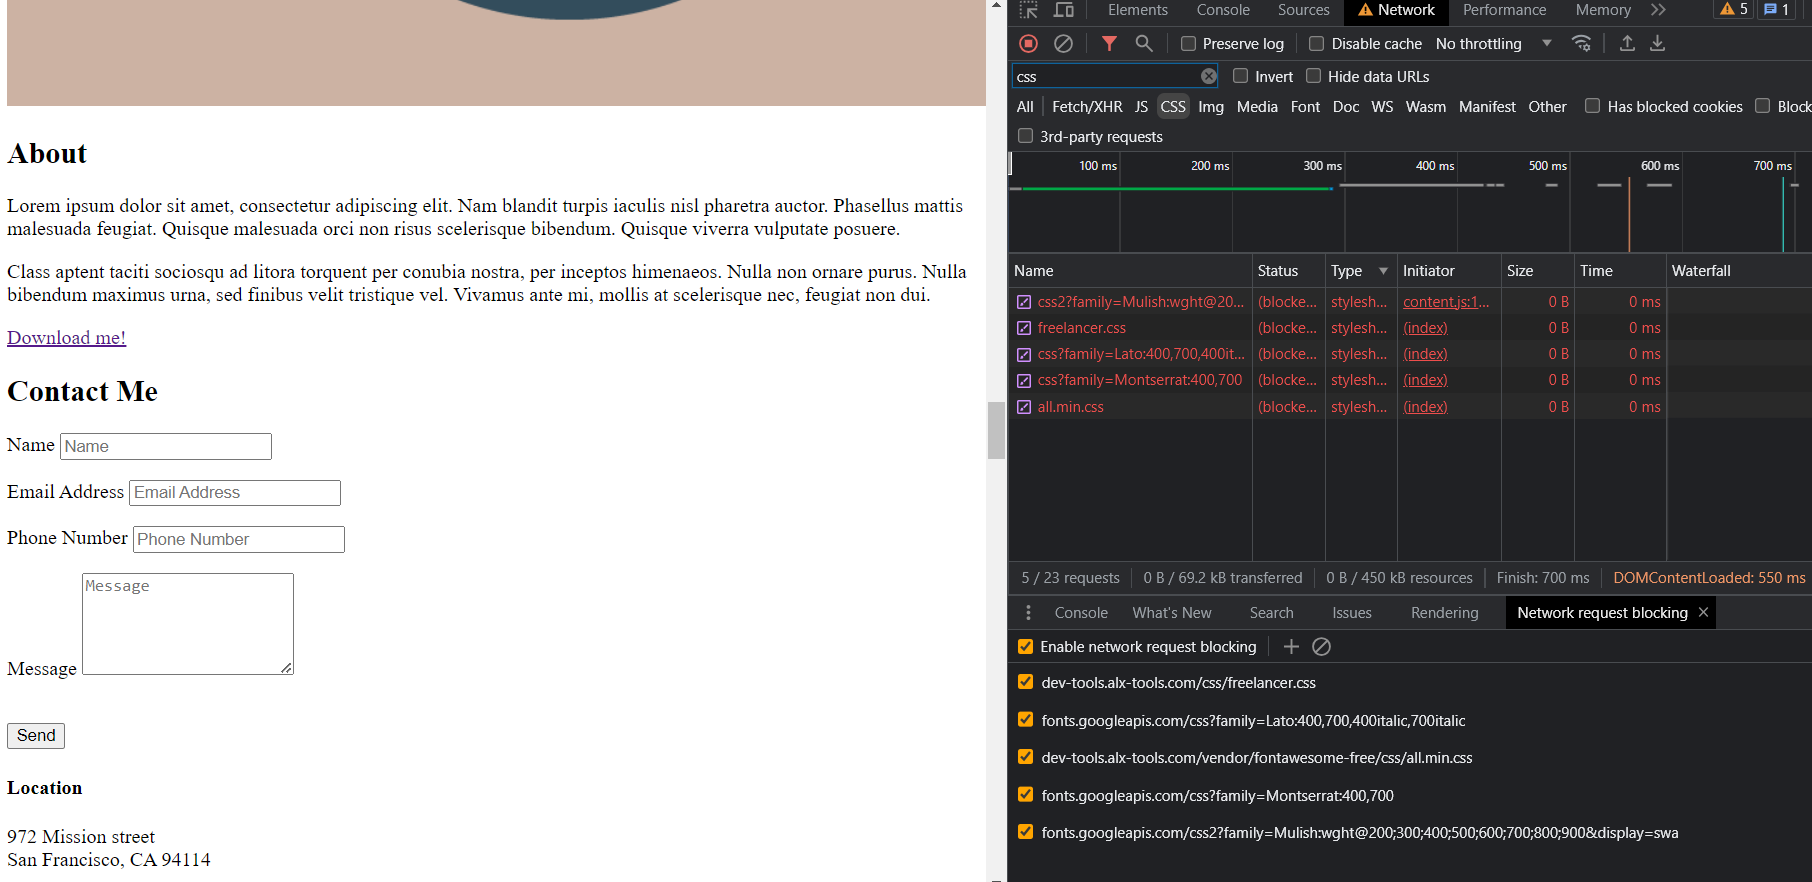 About
Lorem ipsum dolor sit amet, consectetur adipiscing elit. Nam blandit turpis iaculis nisl pharetra auctor. Phasellus mattis
malesuada feugiat. Quisque malesuada orci non risus scelerisque bibendum. Quisque viverra vulputate posuere.
Class aptent taciti sociosqu ad litora torquent per conubia nostra, per inceptos himenaeos. Nulla non ornare purus. Nulla
bibendum maximus urna, sed finibus velit tristique vel. Vivamus ante mi, mollis at scelerisque nec, feugiat non dui.
Download me!
Contact Me
Name Name
Email Address Email Address
Phone Number Phone Number
Message
Message
Send
Location
972 Mission street
San Francisco, CA 94114
Elements Console Sources Network Performance Memory 5 1
Preserve log Disable cache No throttling
css Invert Hide data URLs
All Fetch/XHR JS CSS Img Media Font Doc WS Wasm Manifest Other Has blocked cookies Block
3rd-party requests
100 ms 200 ms 300 ms 400 ms 500 ms 600 ms 700 ms
Name Status Type Initiator Size Time Waterfall
css2?family=Mulish:wght@20... (blocke... stylesh... content.js:1... 0 B 0 ms
freelancer.css (blocke... stylesh... (index) 0 B 0 ms
css?family=Lato:400,700,400it... (blocke... stylesh... (index) 0 B 0 ms
css?family=Montserrat:400,700 (blocke... stylesh... (index) 0 B 0 ms
all.min.css (blocke... stylesh... (index) 0 B 0 ms
5 / 23 requests 0 B / 69.2 kB transferred 0 B / 450 kB resources Finish: 700 ms DOMContentLoaded: 550 ms
Console What's New Search Issues Rendering Network request blocking
Enable network request blocking
dev-tools.alx-tools.com/css/freelancer.css
fonts.googleapis.com/css?family=Lato:400,700,400italic,700italic
dev-tools.alx-tools.com/vendor/fontawesome-free/css/all.min.css
fonts.googleapis.com/css?family=Montserrat:400,700
fonts.googleapis.com/css2?family=Mulish:wght@200;300;400;500;600;700;800;900&display=swa